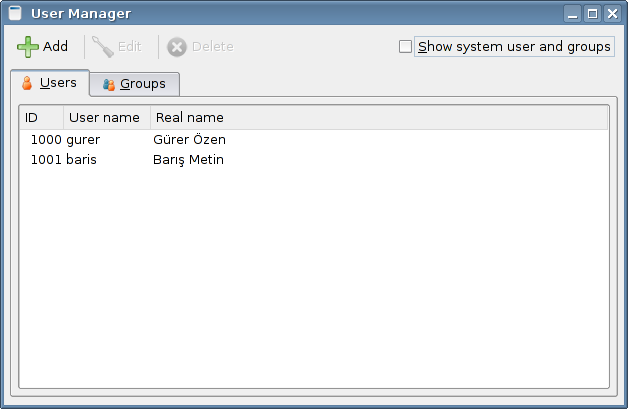 User Manager
Add Edit Delete Show system user and groups
Users Groups
ID User name Real name
1000 gurer Gürer Özen
1001 baris Barış Metin